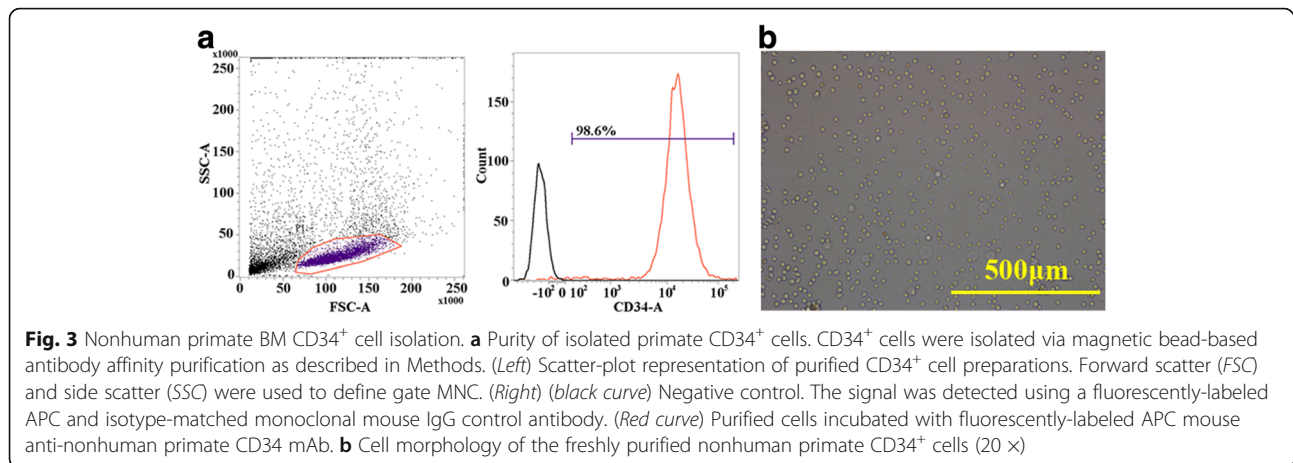 a
b
x1000
250
200
150
100
50
0
SSC-A
P1
0 50 100 150 200 250
x1000
FSC-A
150
100
50
0
Count
98.6%
-10² 0 10² 10³ 10⁴ 10⁵
CD34-A
500µm
Fig. 3 Nonhuman primate BM CD34⁺ cell isolation. a Purity of isolated primate CD34⁺ cells. CD34⁺ cells were isolated via magnetic bead-based
antibody affinity purification as described in Methods. (Left) Scatter-plot representation of purified CD34⁺ cell preparations. Forward scatter (FSC)
and side scatter (SSC) were used to define gate MNC. (Right) (black curve) Negative control. The signal was detected using a fluorescently-labeled
APC and isotype-matched monoclonal mouse IgG control antibody. (Red curve) Purified cells incubated with fluorescently-labeled APC mouse
anti-nonhuman primate CD34 mAb. b Cell morphology of the freshly purified nonhuman primate CD34⁺ cells (20 ×)